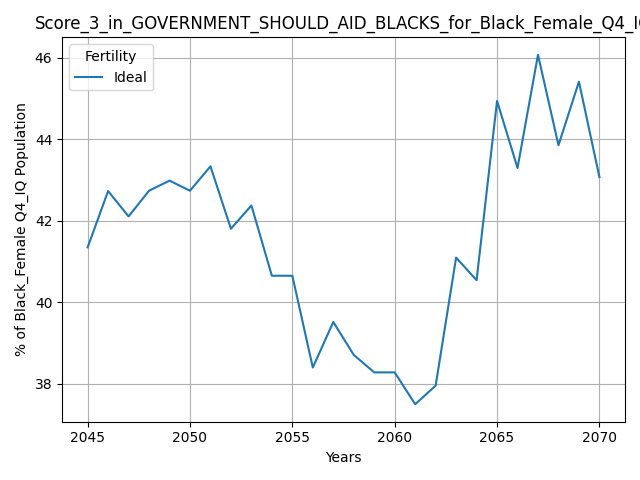 Score_3_in_GOVERNMENT_SHOULD_AID_BLACKS_for_Black_Female_Q4_I
Fertility
Ideal
% of Black_Female Q4_IQ Population
46
44
42
40
38
2045 2050 2055 2060 2065 2070
Years